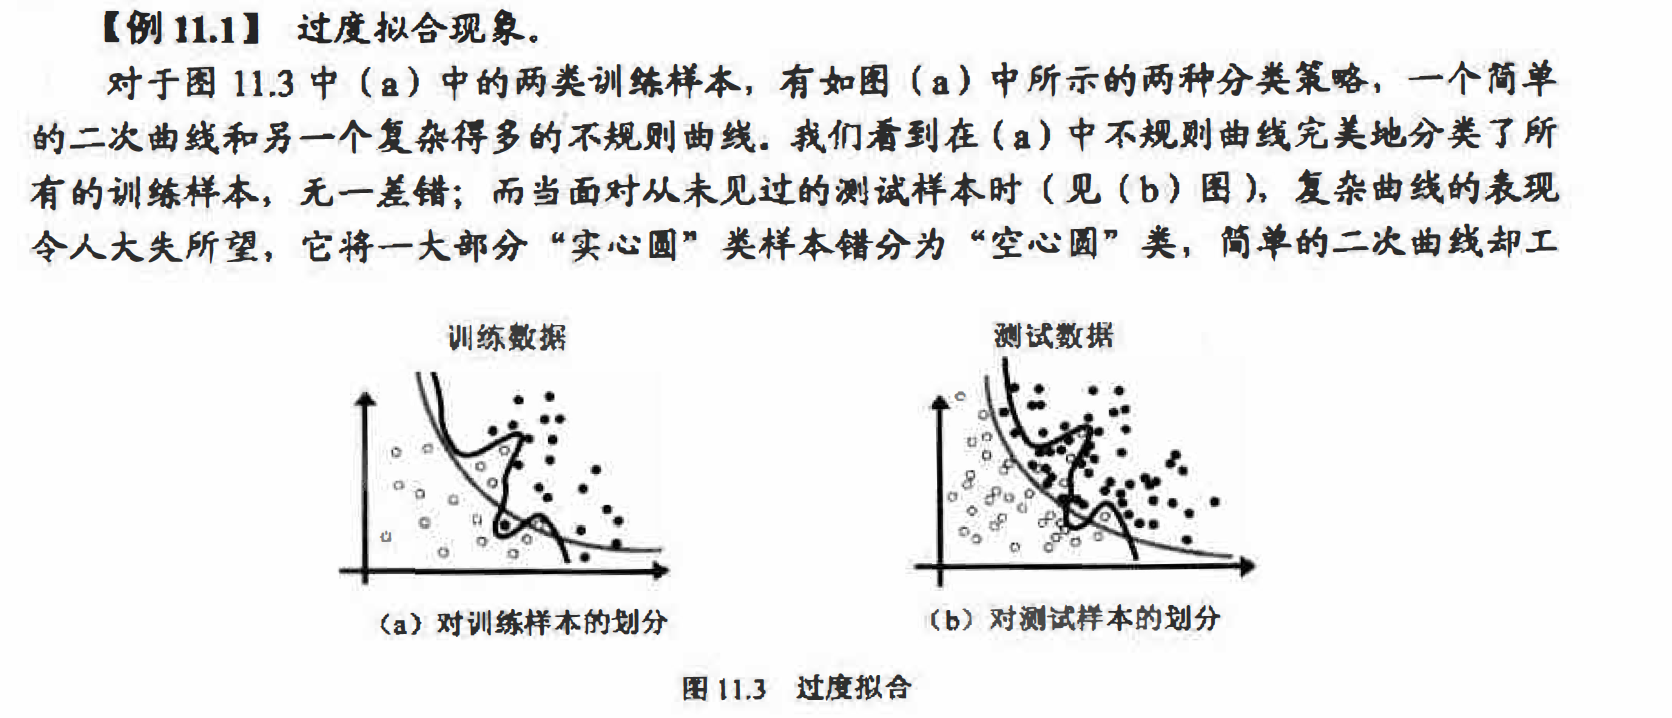 【例 11.1】 过度拟合现象。
对于图 11.3 中（a）中的两类训练样本，有如图（a）中所示的两种分类策略，一个简单
的二次曲线和另一个复杂得多的不规则曲线。我们看到在（a）中不规则曲线完美地分类了所
有的训练样本，无一差错；而当面对从未见过的测试样本时（见（b）图），复杂曲线的表现
令人大失所望，它将一大部分“实心圆”类样本错分为“空心圆”类，简单的二次曲线却工
训练数据
测试数据
（a）对训练样本的划分
（b）对测试样本的划分
图 11.3 过度拟合